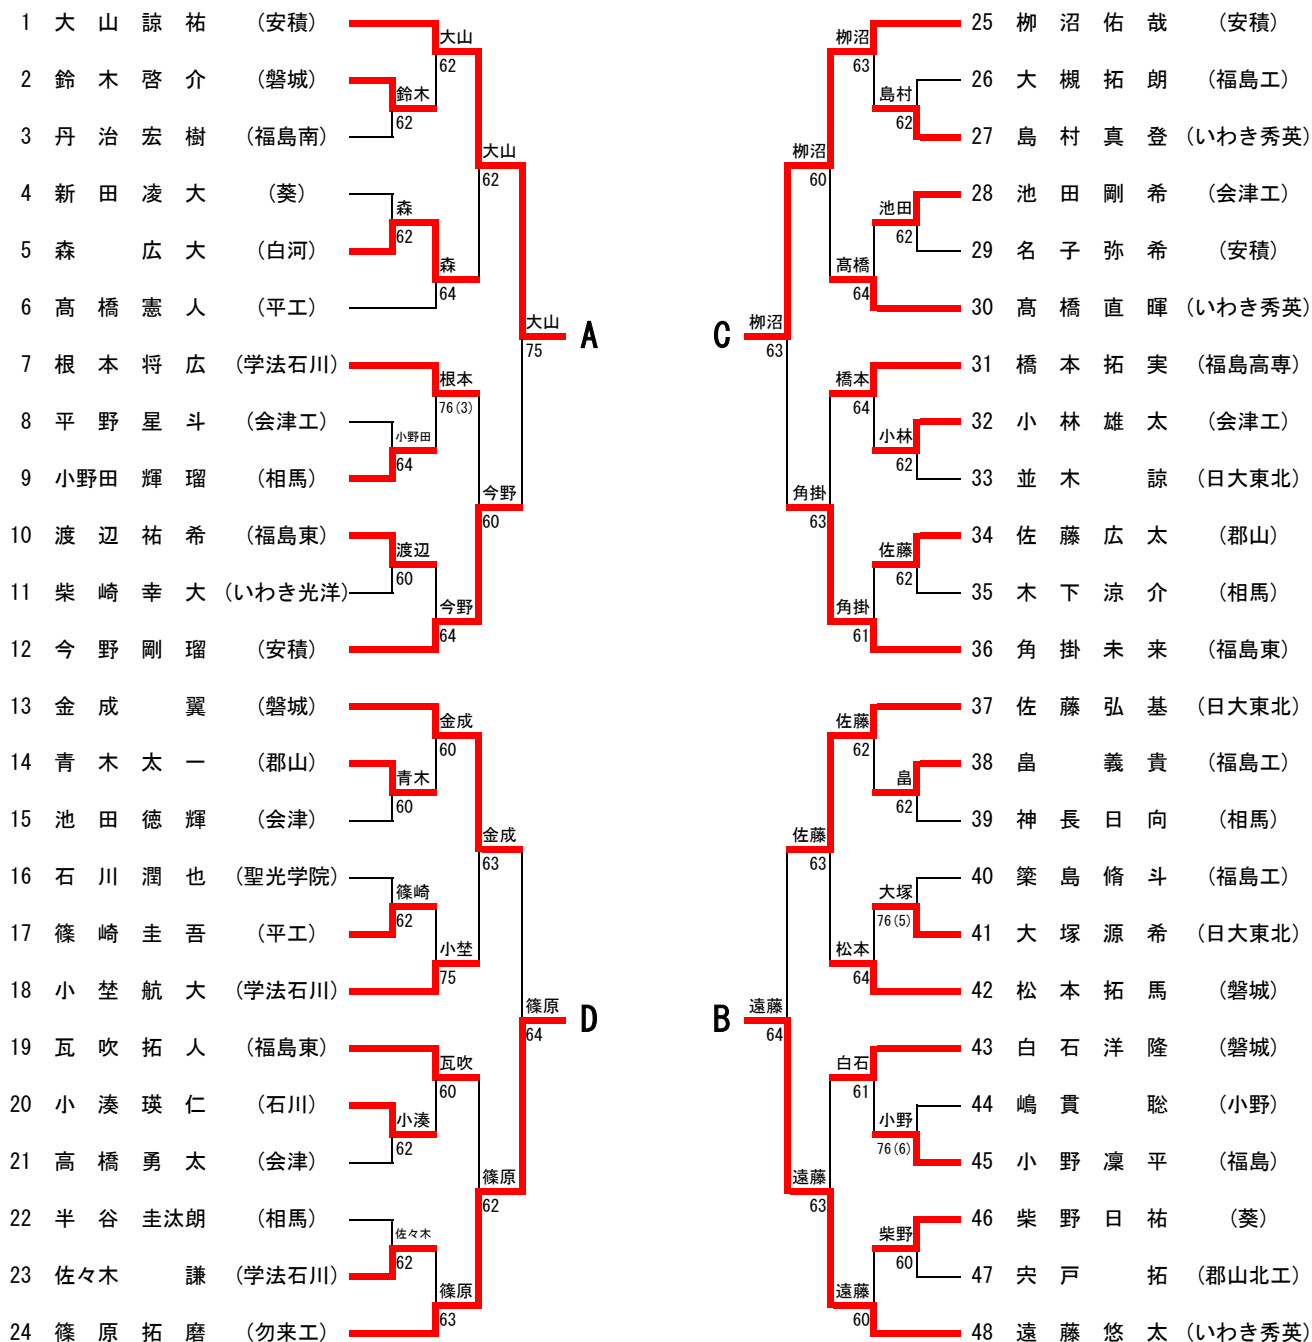 1 大山諒祐 (安積)
2 鈴木啓介 (磐城)
3 丹治宏樹 (福島南)
4 新田凌大 (葵)
5 森広大 (白河)
6 髙橋憲人 (平工)
7 根本将広 (学法石川)
8 平野星斗 (会津工)
9 小野田輝瑠 (相馬)
10 渡辺祐希 (福島東)
11 柴崎幸大 (いわき光洋)
12 今野剛瑠 (安積)
13 金成翼 (磐城)
14 青木太一 (郡山)
15 池田徳輝 (会津)
16 石川潤也 (聖光学院)
17 篠崎圭吾 (平工)
18 小埜航大 (学法石川)
19 瓦吹拓人 (福島東)
20 小湊瑛仁 (石川)
21 高橋勇太 (会津)
22 半谷圭汰朗 (相馬)
23 佐々木謙 (学法石川)
24 篠原拓磨 (勿来工)
鈴木
62
森
62
小野田
64
渡辺
60
青木
60
篠崎
62
小湊
62
佐々木
62
大山
62
森
64
根本
76(3)
今野
64
金成
60
小埜
75
瓦吹
60
篠原
63
大山
62
今野
60
金成
63
篠原
62
大山
75
A
篠原
64
D
C
柳沼
63
B
遠藤
64
柳沼
60
角掛
63
佐藤
63
遠藤
63
柳沼
63
髙橋
64
橋本
64
角掛
61
佐藤
62
松本
64
白石
61
遠藤
60
島村
62
池田
62
小林
62
佐藤
62
畠
62
大塚
76(5)
小野
76(6)
柴野
60
25 柳沼佑哉 (安積)
26 大槻拓朗 (福島工)
27 島村真登 (いわき秀英)
28 池田剛希 (会津工)
29 名子弥希 (安積)
30 髙橋直暉 (いわき秀英)
31 橋本拓実 (福島高専)
32 小林雄太 (会津工)
33 並木諒 (日大東北)
34 佐藤広太 (郡山)
35 木下涼介 (相馬)
36 角掛未来 (福島東)
37 佐藤弘基 (日大東北)
38 畠義貴 (福島工)
39 神長日向 (相馬)
40 簗島脩斗 (福島工)
41 大塚源希 (日大東北)
42 松本拓馬 (磐城)
43 白石洋隆 (磐城)
44 嶋貫聡 (小野)
45 小野凜平 (福島)
46 柴野日祐 (葵)
47 宍戸拓 (郡山北工)
48 遠藤悠太 (いわき秀英)